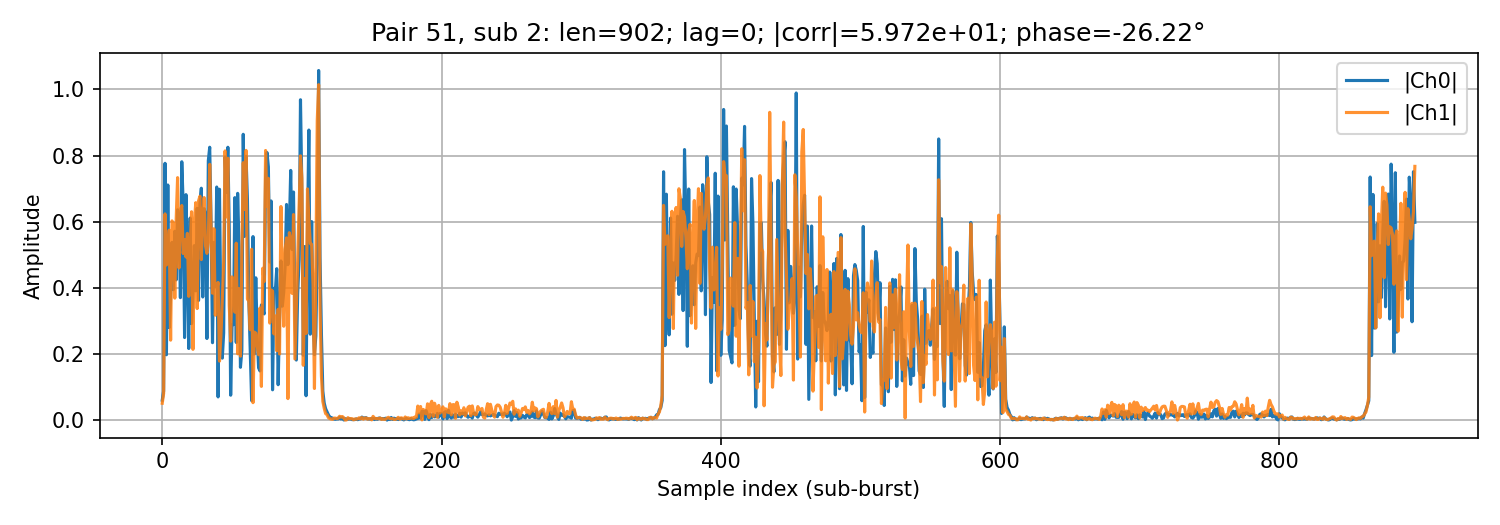 Pair 51, sub 2: len=902; lag=0; |corr|=5.972e+01; phase=-26.22°
|Ch0|
|Ch1|
Amplitude
1.0
0.8
0.6
0.4
0.2
0.0
0 200 400 600 800
Sample index (sub-burst)